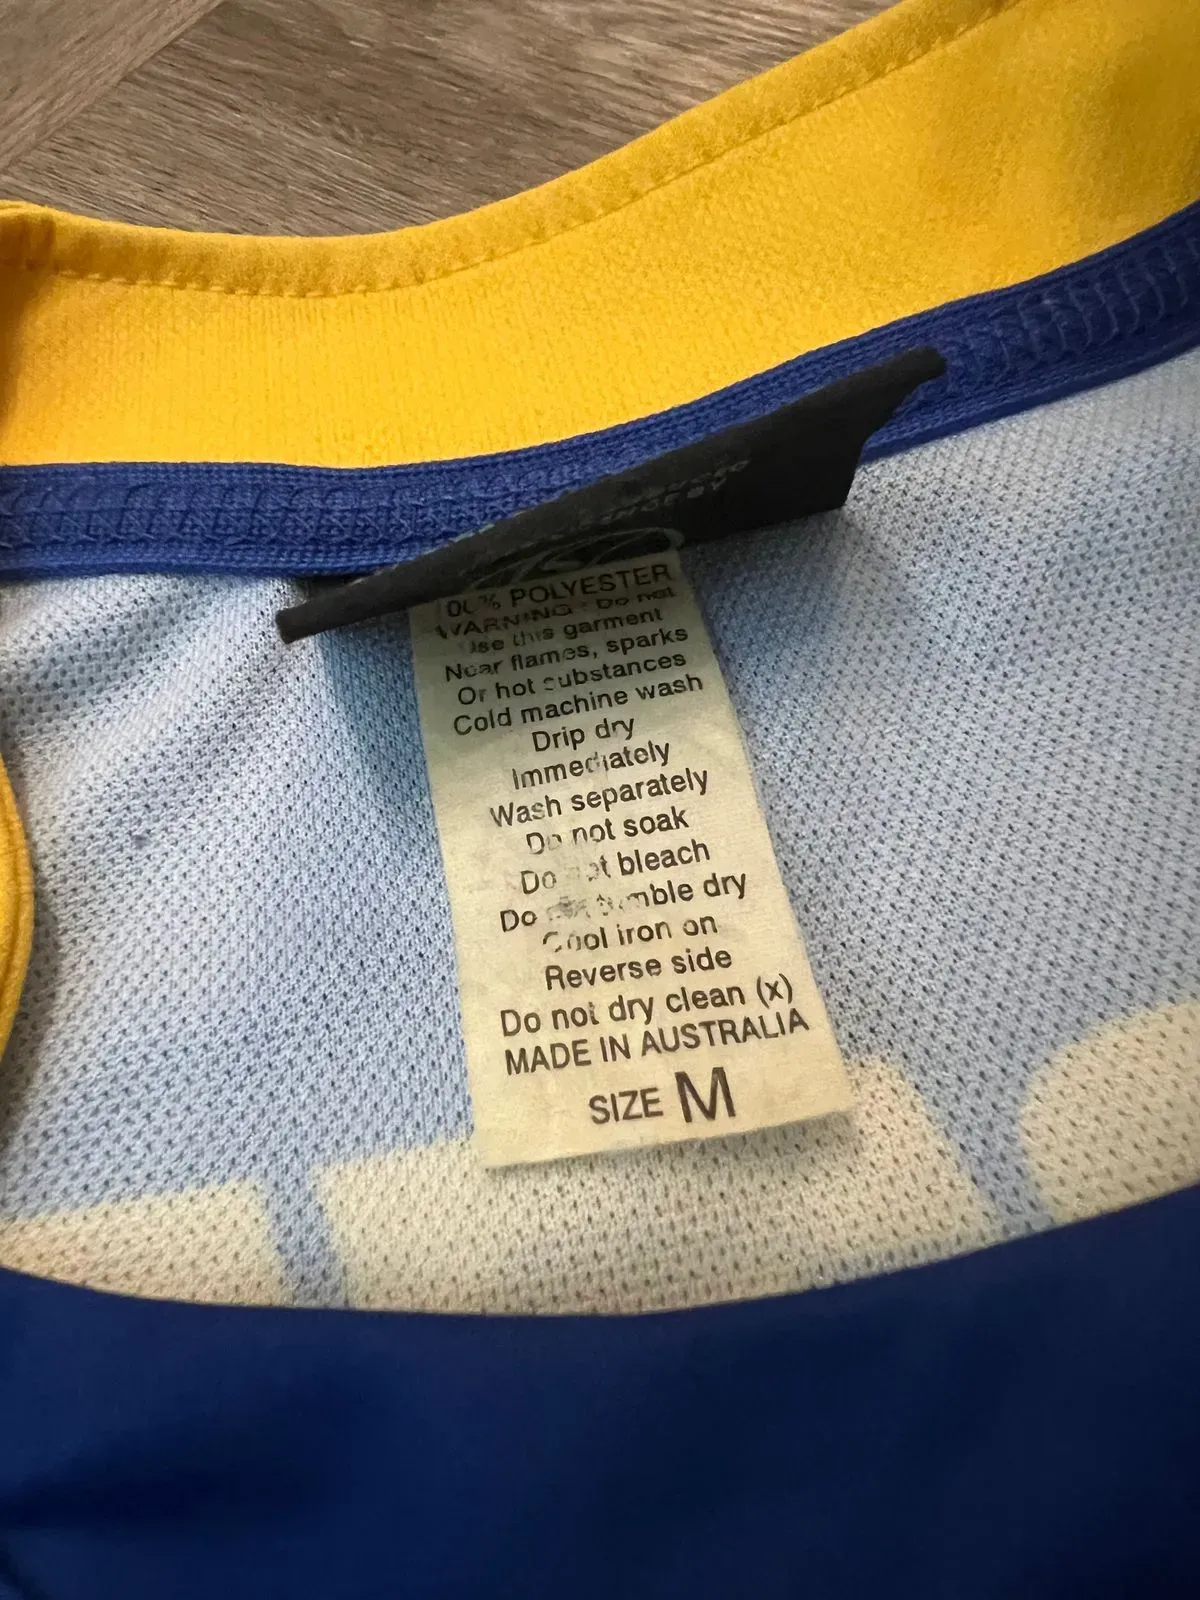 00% POLYESTER
WARNING : Do not
Use this garment
Near flames, sparks
Or hot substances
Cold machine wash
Drip dry
Immediately
Wash separately
Do not soak
Do not bleach
Do not tumble dry
Cool iron on
Reverse side
Do not dry clean (x)
MADE IN AUSTRALIA
SIZE M